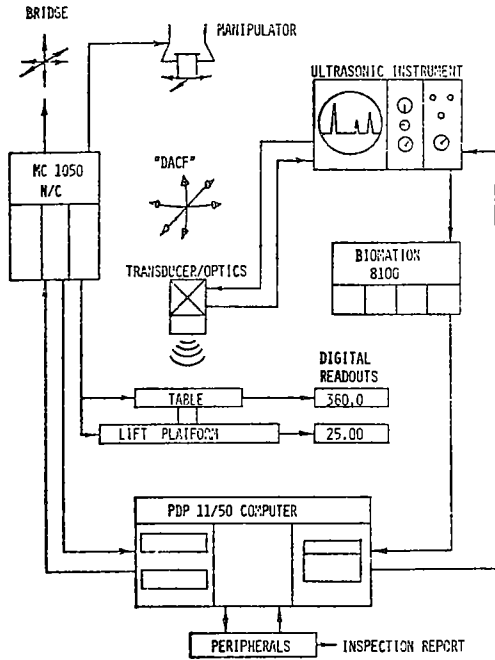 BRIDGE
MANIPULATOR
ULTRASONIC INSTRUMENT
MC 1050
N/C
"DACF"
BIOMATION
8100
TRANSDUCER/OPTICS
DIGITAL
READOUTS
TABLE
360.0
LIFT PLATFORM
25.00
PDP 11/50 COMPUTER
PERIPHERALS
INSPECTION REPORT